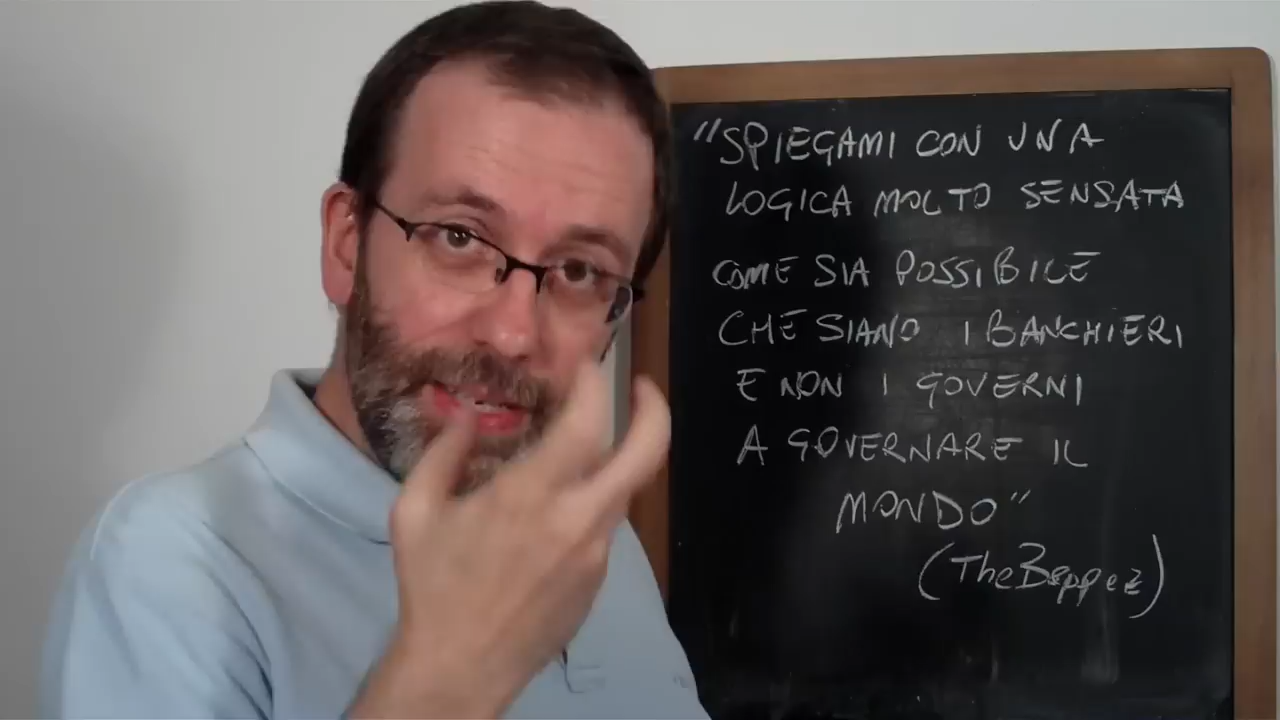 "SPIEGAMI CON UNA
LOGICA MOLTO SENSATA
COME SIA POSSIBILE
CHE SIANO I BANCHIERI
E NON I GOVERNI
A GOVERNARE IL
MONDO"
(TheBeppez)